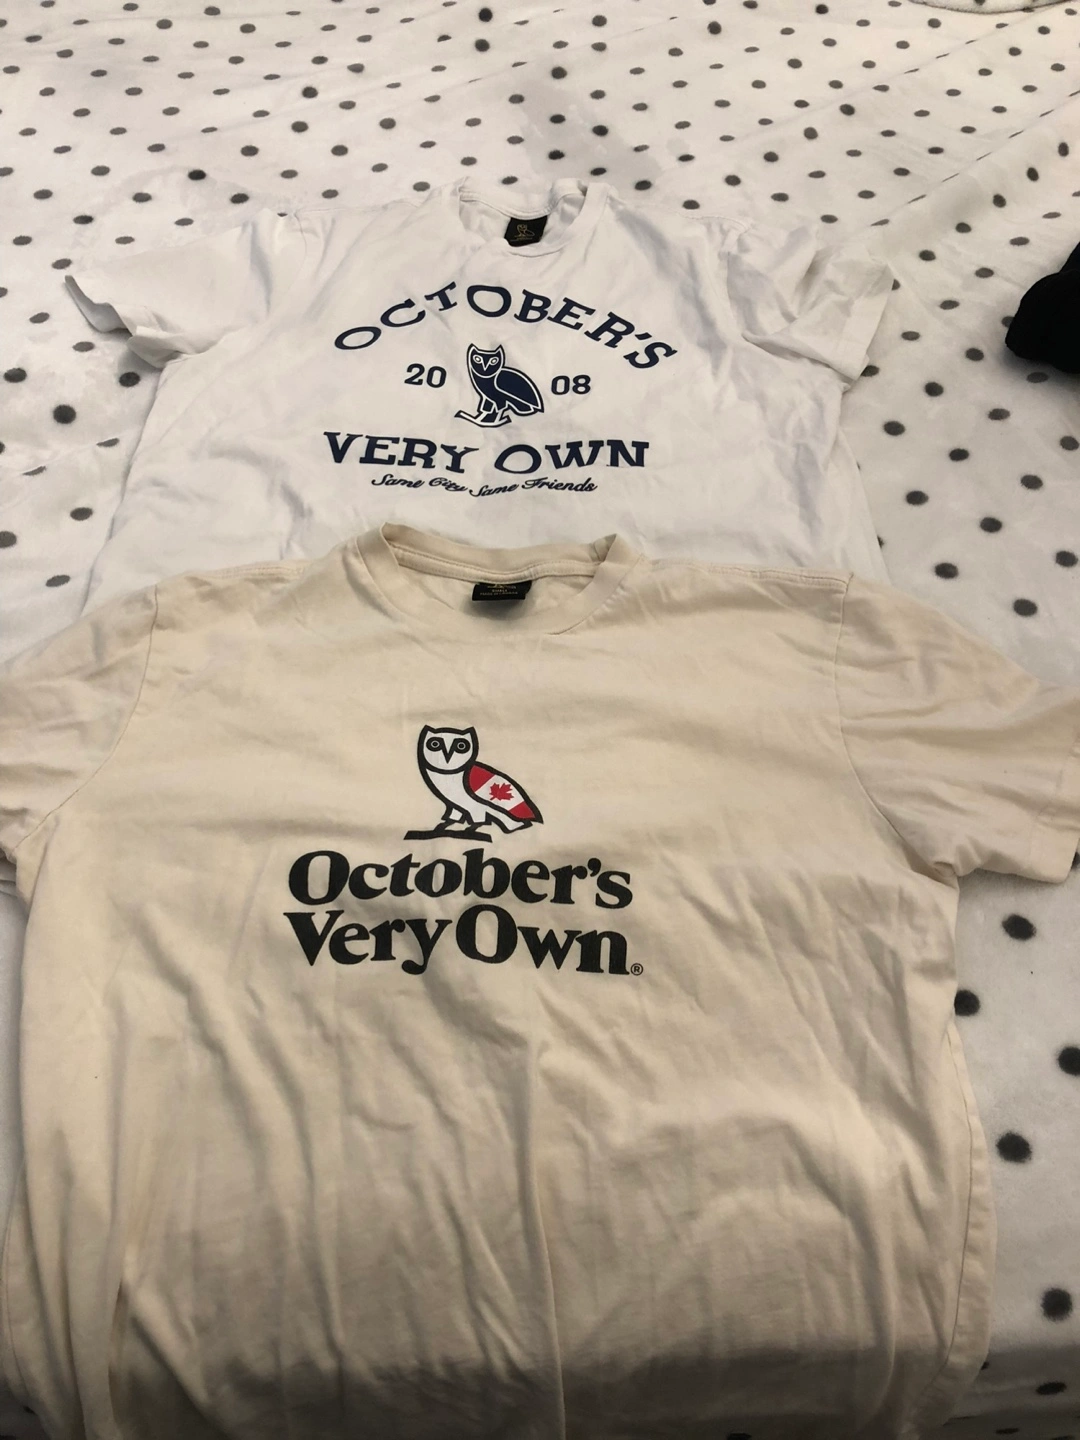 OCTOBER'S
20 08
VERY OWN
Same City Same Friends
October's
Very Own®